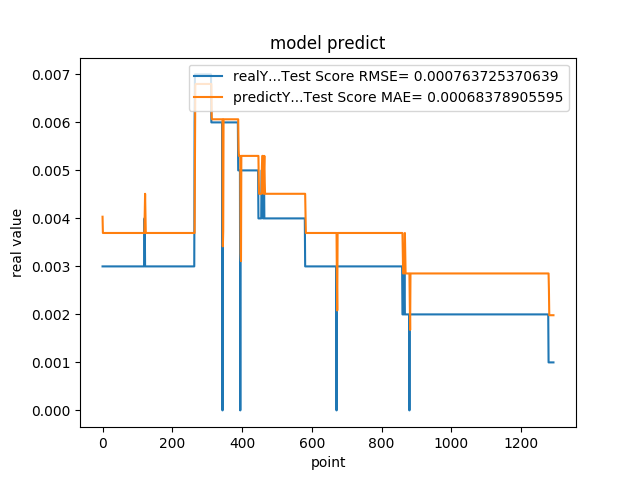 model predict
realY...Test Score RMSE= 0.000763725370639
predictY...Test Score MAE= 0.00068378905595
real value
0.007
0.006
0.005
0.004
0.003
0.002
0.001
0.000
0 200 400 600 800 1000 1200
point